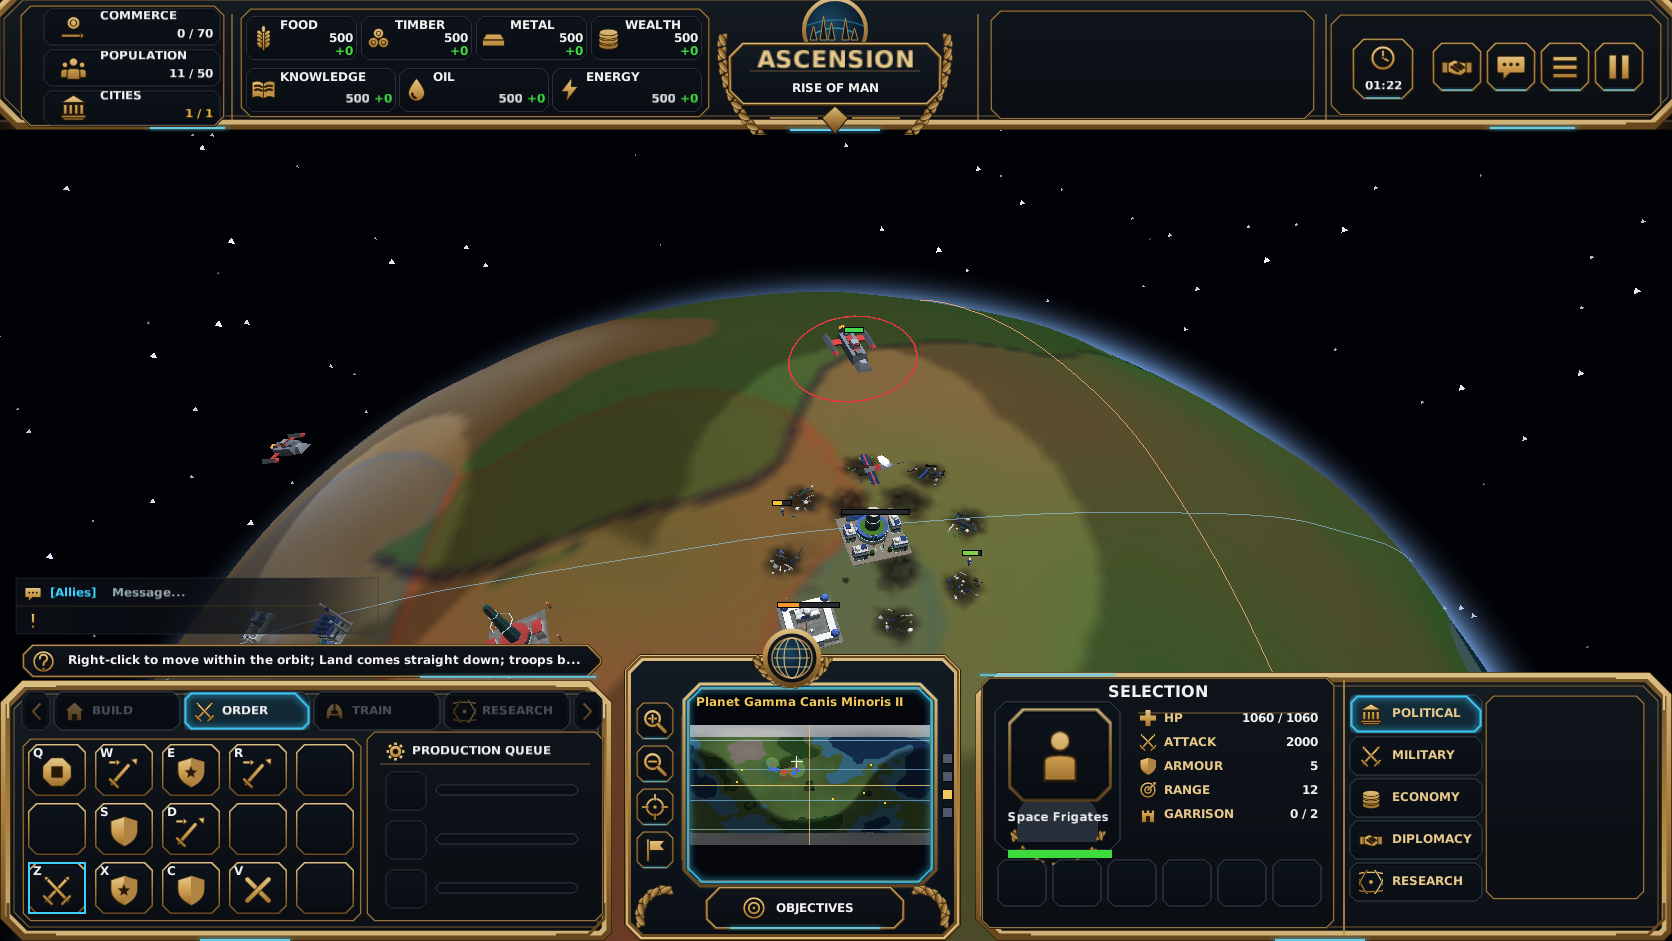 COMMERCE
0 / 70
POPULATION
11 / 50
CITIES
1 / 1
FOOD
500
+0
TIMBER
500
+0
METAL
500
+0
WEALTH
500
+0
KNOWLEDGE
500 +0
OIL
500 +0
ENERGY
500 +0
ASCENSION
RISE OF MAN
01:22
[Allies] Message...
!
Right-click to move within the orbit; Land comes straight down; troops b...
BUILD
ORDER
TRAIN
RESEARCH
Q
W
E
R
S
D
Z
X
C
V
PRODUCTION QUEUE
Planet Gamma Canis Minoris II
OBJECTIVES
SELECTION
Space Frigates
HP 1060 / 1060
ATTACK 2000
ARMOUR 5
RANGE 12
GARRISON 0 / 2
POLITICAL
MILITARY
ECONOMY
DIPLOMACY
RESEARCH